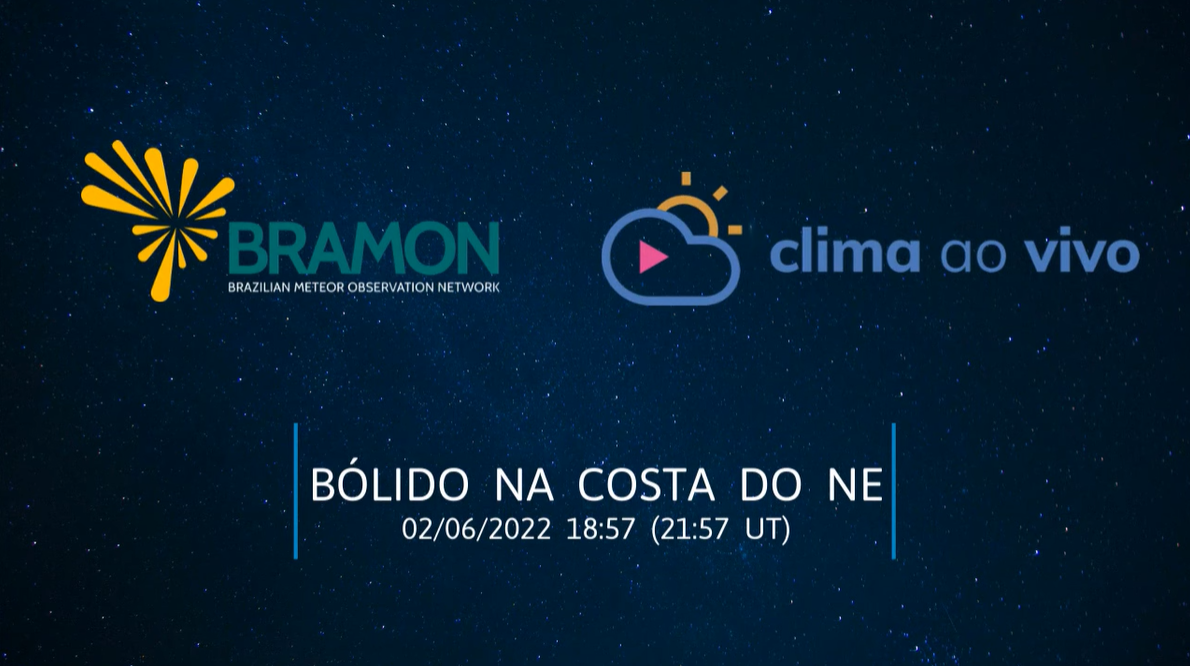 BRAMON
BRAZILIAN METEOR OBSERVATION NETWORK
clima ao vivo
BÓLIDO NA COSTA DO NE
02/06/2022 18:57 (21:57 UT)